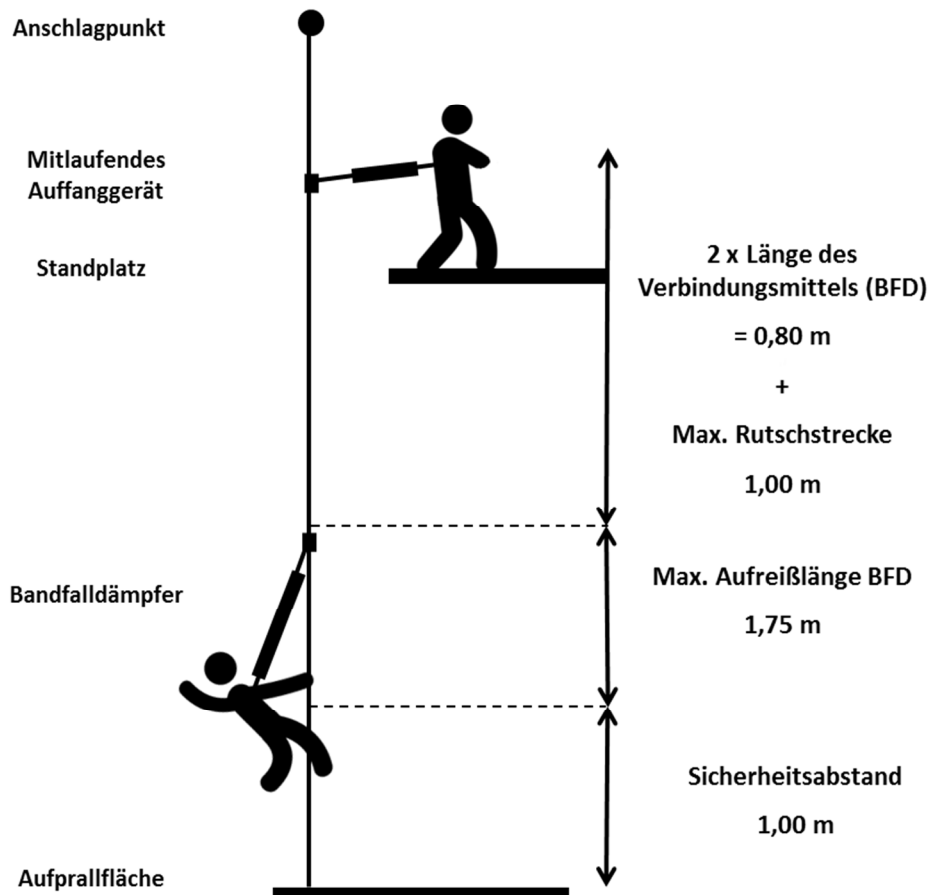 Anschlagpunkt
Mitlaufendes
Auffanggerät
Standplatz
2 x Länge des
Verbindungsmittels (BFD)
= 0,80 m
+
Max. Rutschstrecke
1,00 m
Bandfalldämpfer
Max. Aufreißlänge BFD
1,75 m
Sicherheitsabstand
1,00 m
Aufprallfläche